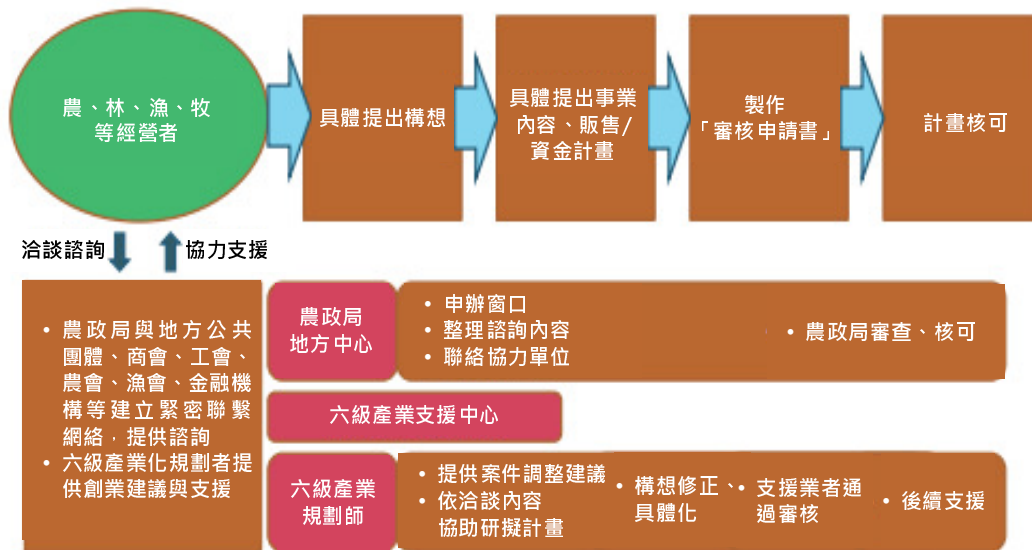 農、林、漁、牧
等經營者
具體提出構想
具體提出事業
內容、販售/
資金計畫
製作
「審核申請書」
計畫核可
洽談諮詢
協力支援
• 農政局與地方公共
團體、商會、工會、
農會、漁會、金融機
構等建立緊密聯繫
網絡，提供諮詢
• 六級產業化規劃者提
供創業建議與支援
農政局
地方中心
• 申辦窗口
• 整理諮詢內容
• 聯絡協力單位
• 農政局審查、核可
六級產業支援中心
六級產業
規劃師
• 提供案件調整建議
• 依洽談內容
協助研擬計畫
• 構想修正、
具體化
• 支援業者通
過審核
• 後續支援